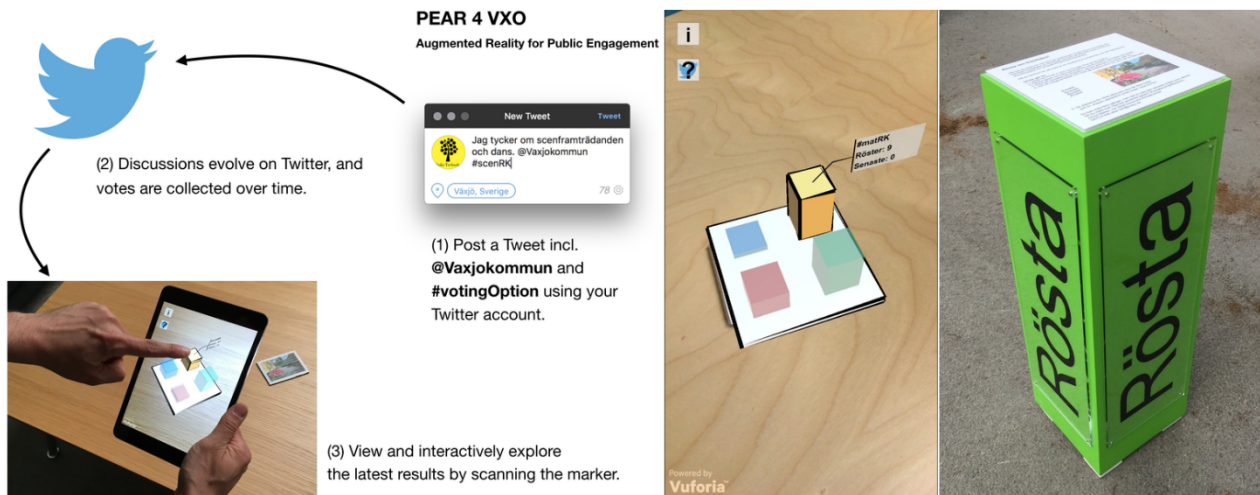 PEAR 4 VXO
Augmented Reality for Public Engagement
New Tweet
Tweet
Jag tycker om scenframträdanden
och dans. @Vaxjokommun
#scenRK
Växjö, Sverige
78
(1) Post a Tweet incl.
@Vaxjokommun and
#votingOption using your
Twitter account.
(2) Discussions evolve on Twitter, and
votes are collected over time.
(3) View and interactively explore
the latest results by scanning the marker.
i
?
#matRK
Röster: 9
Senaste: 0
Powered by
Vuforia™
Rösta
Rösta